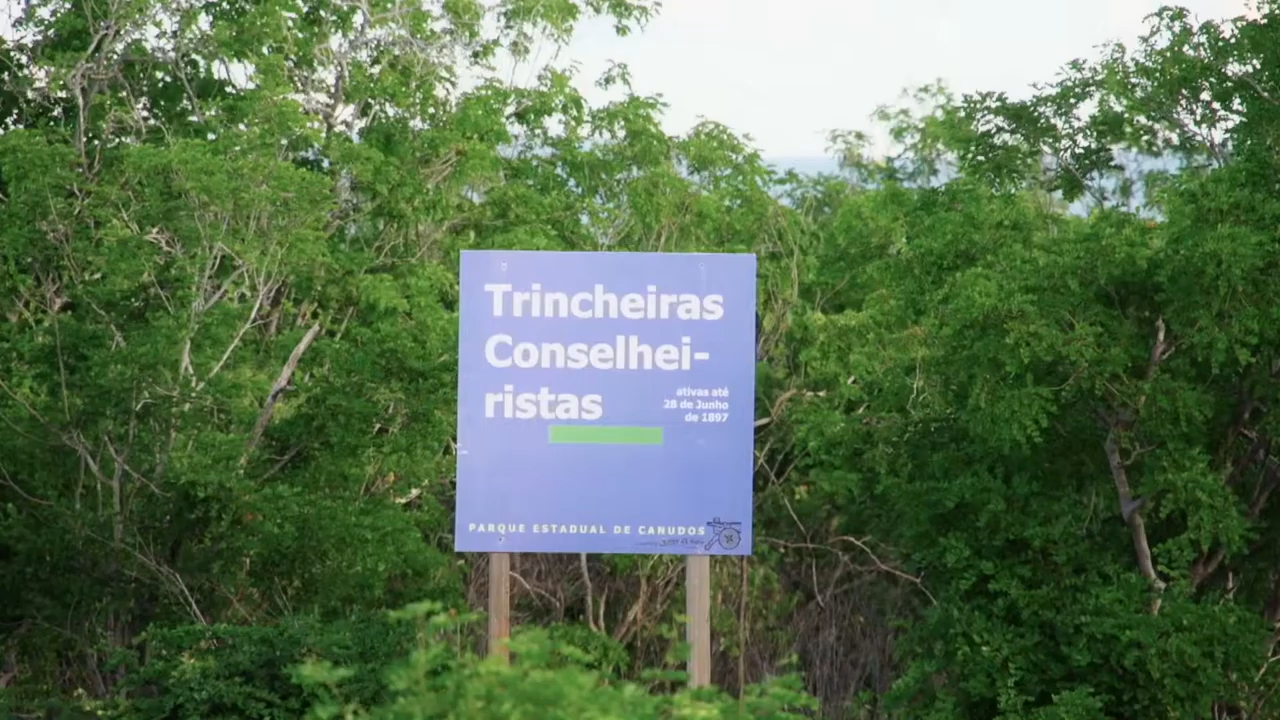 Trincheiras
Conselhei-
ristas
ativas até
28 de Junho
de 1897
PARQUE ESTADUAL DE CANUDOS